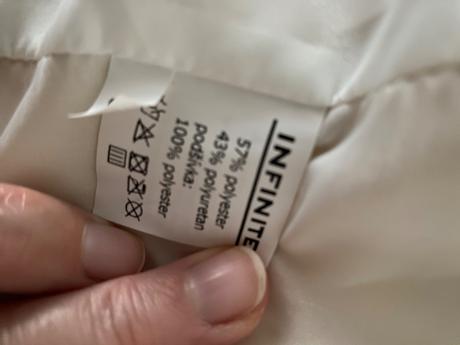 INFINITE
57% polyester
43% polyuretan
podšívka:
100% polyester